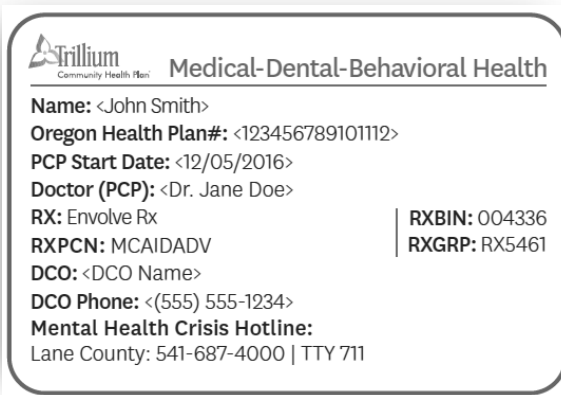 Trillium
Community Health Plan
Medical-Dental-Behavioral Health
Name: <John Smith>
Oregon Health Plan#: <123456789101112>
PCP Start Date: <12/05/2016>
Doctor (PCP): <Dr. Jane Doe>
RX: Envolve Rx
RXBIN: 004336
RXPCN: MCAIDADV
RXGRP: RX5461
DCO: <DCO Name>
DCO Phone: <(555) 555-1234>
Mental Health Crisis Hotline:
Lane County: 541-687-4000 | TTY 711